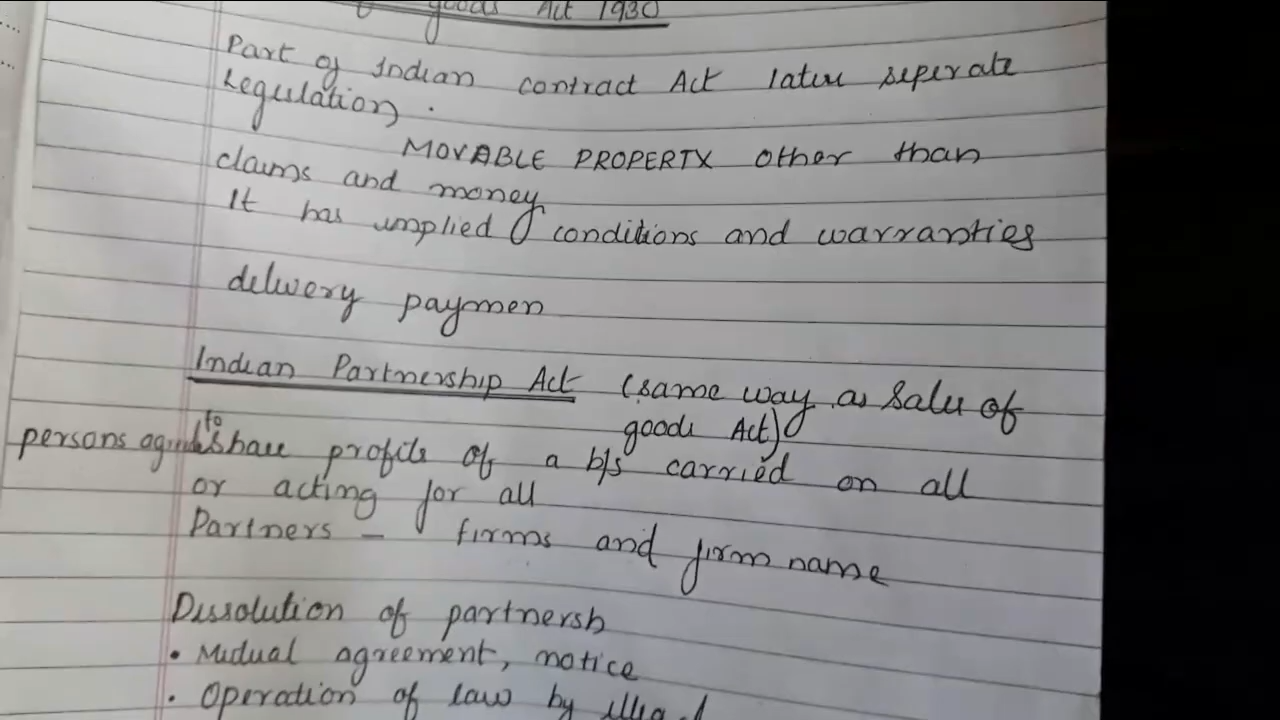 goods Act 1930
Part of Indian contract Act later seperate
regulation.
MOVABLE PROPERTY other than
claims and money
It has implied conditions and warranties
delivery paymen
Indian Partnership Act (same way as Sale of
goods Act)
to
persons share profits of a b/s carried on all
or acting for all
Partners - firms and firm name
Dissolution of partnersh
• Mutual agreement, notice
• Operation of law by